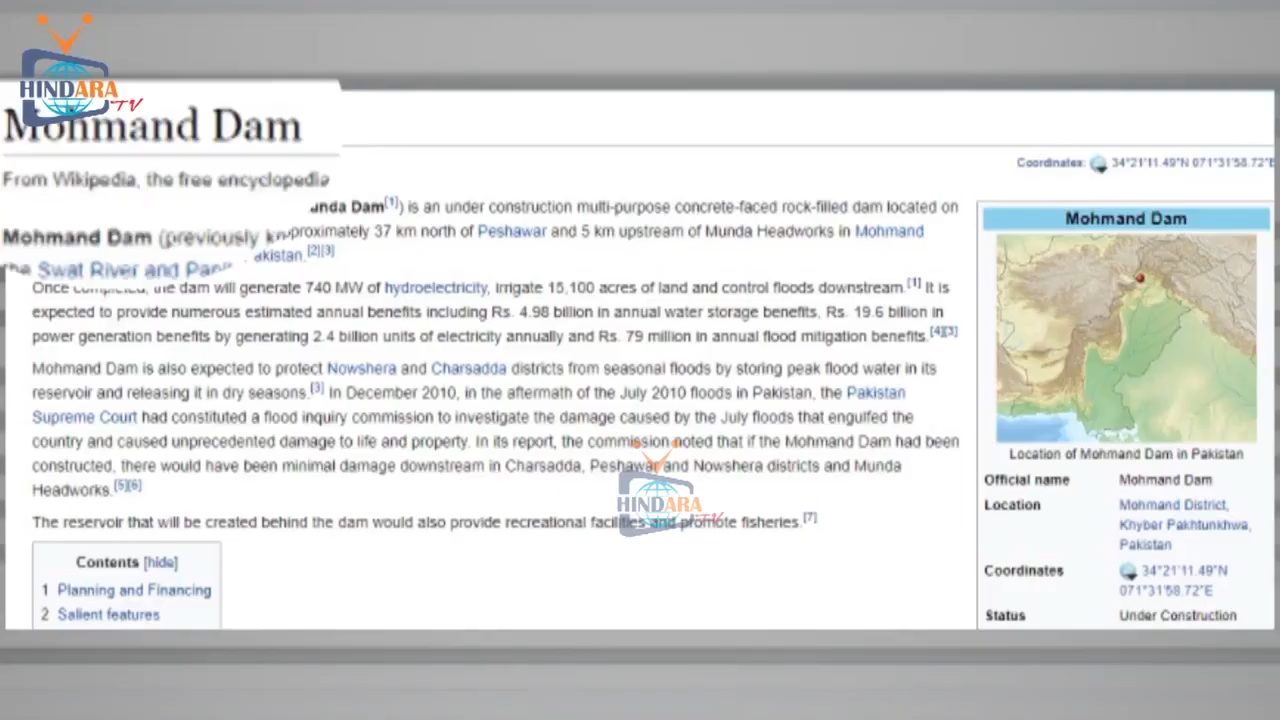 HINDARA
TV
Mohmand Dam
From Wikipedia, the free encyclopedia
Coordinates: 34°21'11.49"N 071°31'58.72"E
Mohmand Dam (previously
unda Dam[1]) is an under construction multi-purpose concrete-faced rock-filled dam located on
the Swat River and
proximately 37 km north of Peshawar and 5 km upstream of Munda Headworks in Mohmand
akistan.[2][3]
Once completed, the dam will generate 740 MW of hydroelectricity, irrigate 15,100 acres of land and control floods downstream.[1] It is
expected to provide numerous estimated annual benefits including Rs. 4.98 billion in annual water storage benefits, Rs. 19.6 billion in
power generation benefits by generating 2.4 billion units of electricity annually and Rs. 79 million in annual flood mitigation benefits.[4][3]
Mohmand Dam is also expected to protect Nowshera and Charsadda districts from seasonal floods by storing peak flood water in its
reservoir and releasing it in dry seasons.[3] In December 2010, in the aftermath of the July 2010 floods in Pakistan, the Pakistan
Supreme Court had constituted a flood inquiry commission to investigate the damage caused by the July floods that engulfed the
country and caused unprecedented damage to life and property. In its report, the commission noted that if the Mohmand Dam had been
constructed, there would have been minimal damage downstream in Charsadda, Peshawar and Nowshera districts and Munda
Headworks.[5][6]
The reservoir that will be created behind the dam would also provide recreational facilities and promote fisheries.[7]
HINDARA
TV
Contents [hide]
1 Planning and Financing
2 Salient features
Mohmand Dam
Location of Mohmand Dam in Pakistan
Official name Mohmand Dam
Location Mohmand District,
Khyber Pakhtunkhwa,
Pakistan
Coordinates 34°21'11.49"N
071°31'58.72"E
Status Under Construction